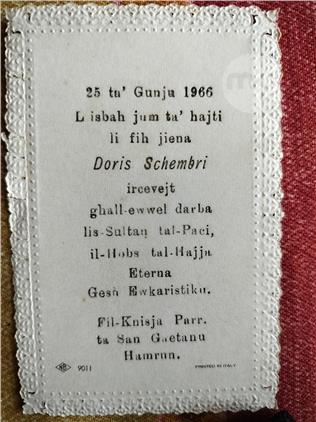 25 ta' Gunju 1966
L isbah jum ta' hajti
li fih jiena
Doris Schembri
ircevejt
ghall-ewwel darba
lis-Sultan tal-Paci,
il-Hobs tal-Hajja
Eterna
Gesù Ewkaristiku.
Fil-Knisja Parr.
ta San Gaetanu
Hamrun.
9011
PRINTED IN ITALY